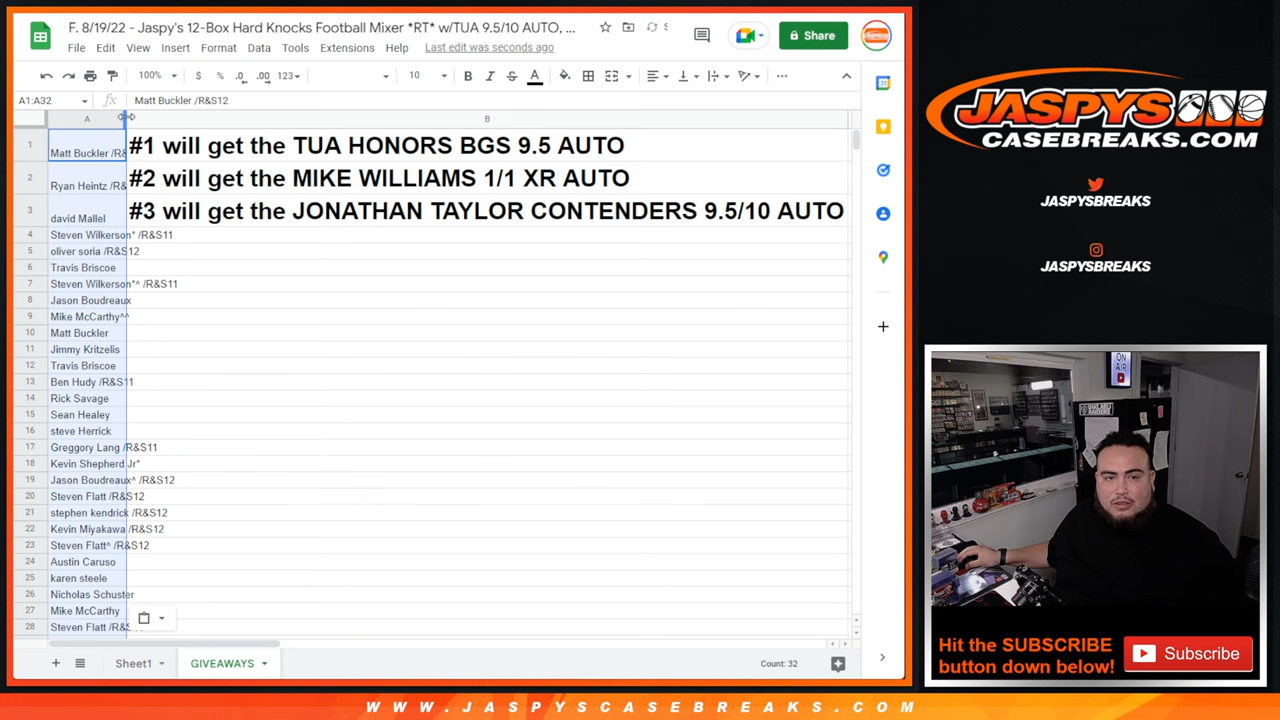 F. 8/19/22 - Jaspy's 12-Box Hard Knocks Football Mixer *RT* w/TUA 9.5/10 AUTO, ...
File Edit View Insert Format Data Tools Extensions Help Last edit was seconds ago
Share
100% $ % .0 .00 123 10 B I S A
A1:A32 fx Matt Buckler /R&S12
A B
1 Matt Buckler /R& #1 will get the TUA HONORS BGS 9.5 AUTO
2 Ryan Heintz /R& #2 will get the MIKE WILLIAMS 1/1 XR AUTO
3 david Mallel #3 will get the JONATHAN TAYLOR CONTENDERS 9.5/10 AUTO
4 Steven Wilkerson* /R&S11
5 oliver soria /R&S12
6 Travis Briscoe
7 Steven Wilkerson*^ /R&S11
8 Jason Boudreaux
9 Mike McCarthy^^
10 Matt Buckler
11 Jimmy Kritzelis
12 Travis Briscoe
13 Ben Hudy /R&S11
14 Rick Savage
15 Sean Healey
16 steve Herrick
17 Greggory Lang /R&S11
18 Kevin Shepherd Jr*
19 Jason Boudreaux^ /R&S12
20 Steven Flatt /R&S12
21 stephen kendrick /R&S12
22 Kevin Miyakawa /R&S12
23 Steven Flatt^ /R&S12
24 Austin Caruso
25 karen steele
26 Nicholas Schuster
27 Mike McCarthy
28 Steven Flatt /R&S
Sheet1 GIVEAWAYS Count: 32
JASPYS
CASEBREAKS.COM
JASPYSBREAKS
JASPYSBREAKS
ON
AIR
Hit the SUBSCRIBE
button down below!
Subscribe
WWW.JASPYSCASEBREAKS.COM